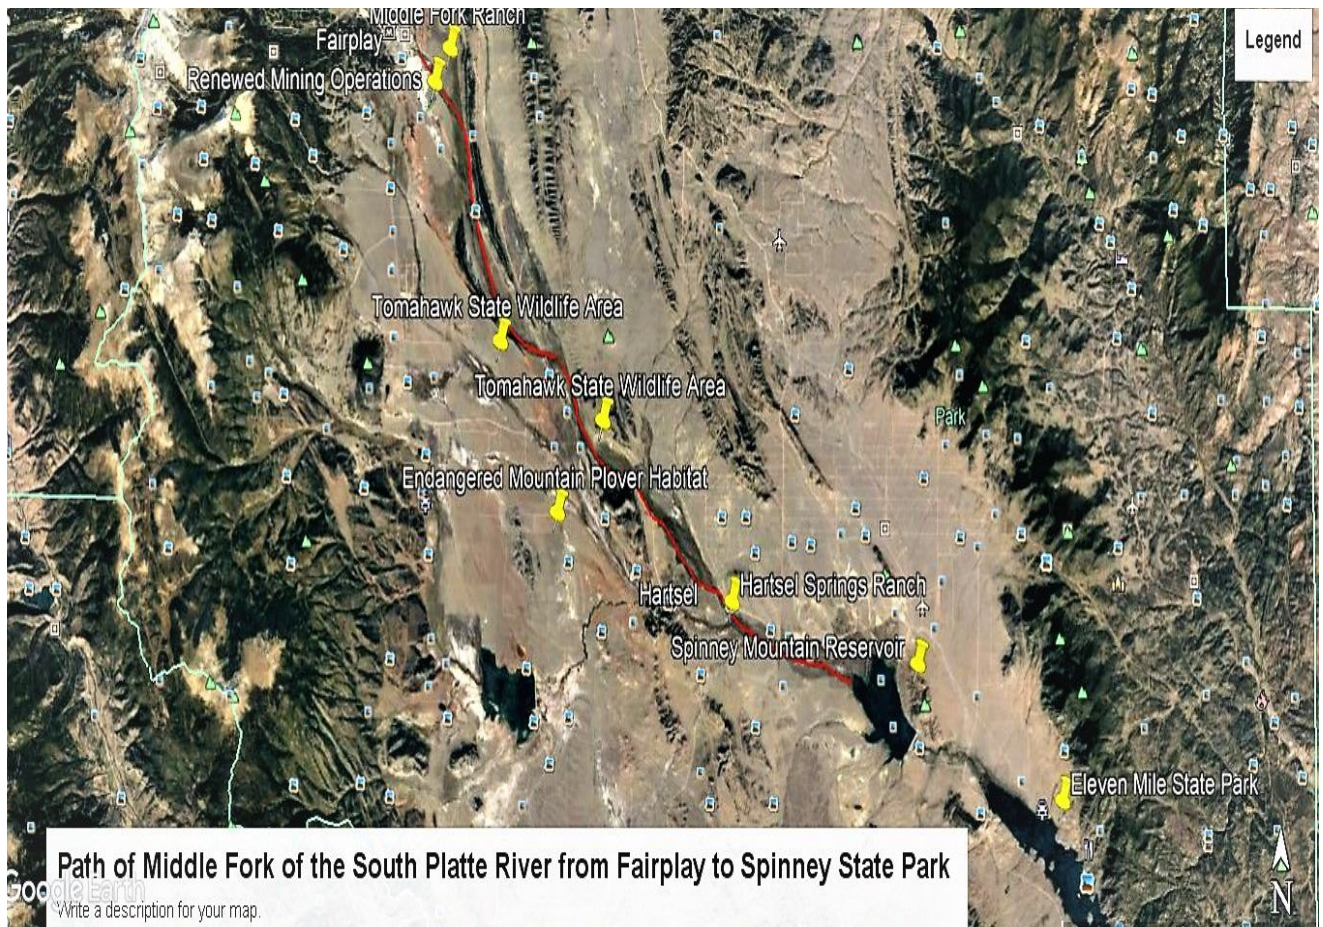 Middle Fork Ranch
Legend
Fairplay
Renewed Mining Operations
Tomahawk State Wildlife Area
Tomahawk State Wildlife Area
Park
Endangered Mountain Plover Habitat
Hartsel
Hartsel Springs Ranch
Spinney Mountain Reservoir
Eleven Mile State Park
Path of Middle Fork of the South Platte River from Fairplay to Spinney State Park
Google Earth
Write a description for your map.
N